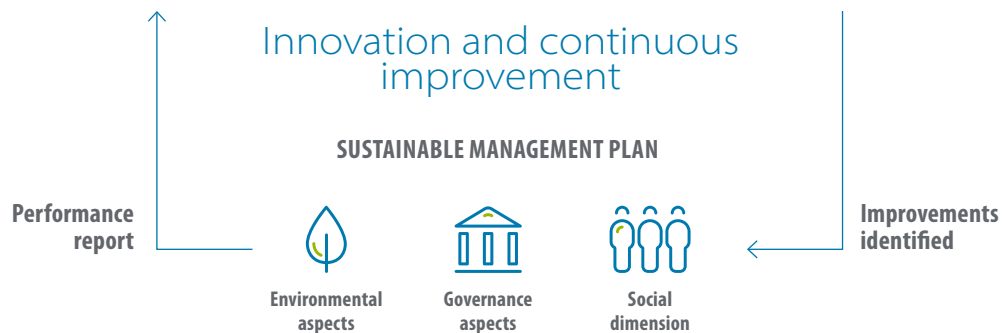 Innovation and continuous
improvement
SUSTAINABLE MANAGEMENT PLAN
Performance
report
Improvements
identified
Environmental
aspects
Governance
aspects
Social
dimension